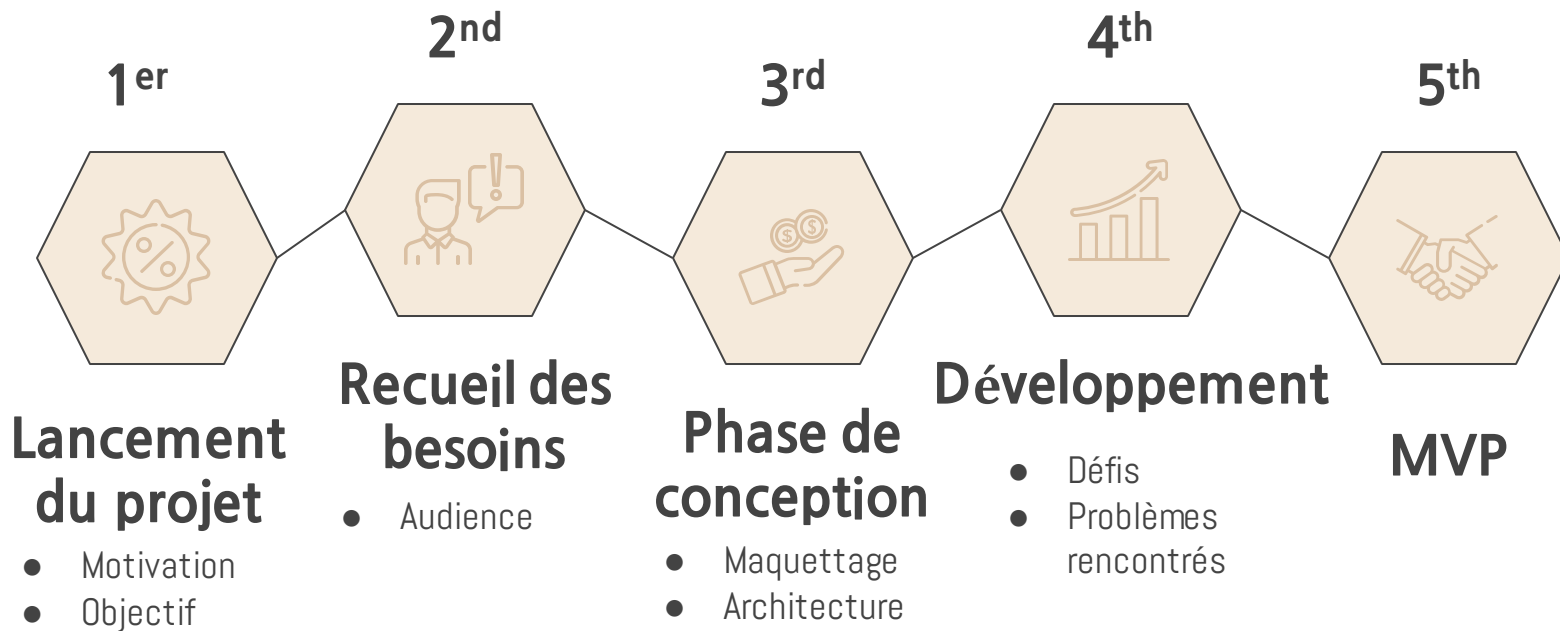 1er
Lancement
du projet
● Motivation
● Objectif
2nd
Recueil des
besoins
● Audience
3rd
Phase de
conception
● Maquettage
● Architecture
4th
Développement
● Défis
● Problèmes
rencontrés
5th
MVP